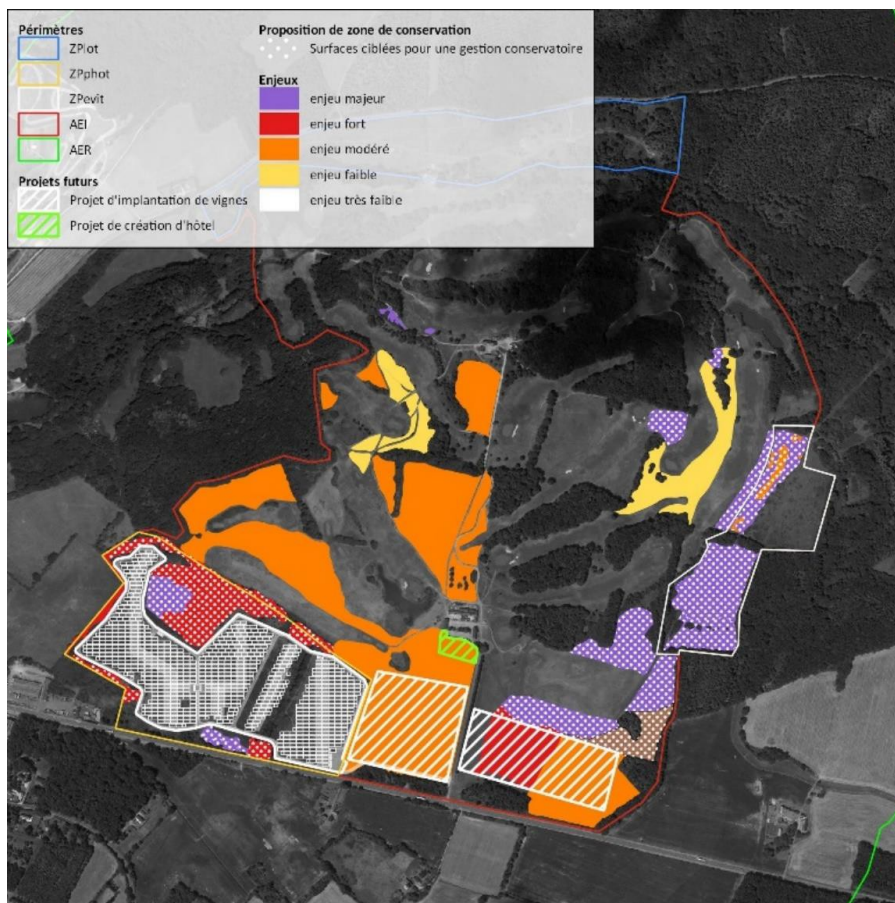 Périmètres
ZPlot
ZPphot
ZPevit
AEI
AER
Projets futurs
Projet d'implantation de vignes
Projet de création d'hôtel
Proposition de zone de conservation
Surfaces ciblées pour une gestion conservatoire
Enjeux
enjeu majeur
enjeu fort
enjeu modéré
enjeu faible
enjeu très faible